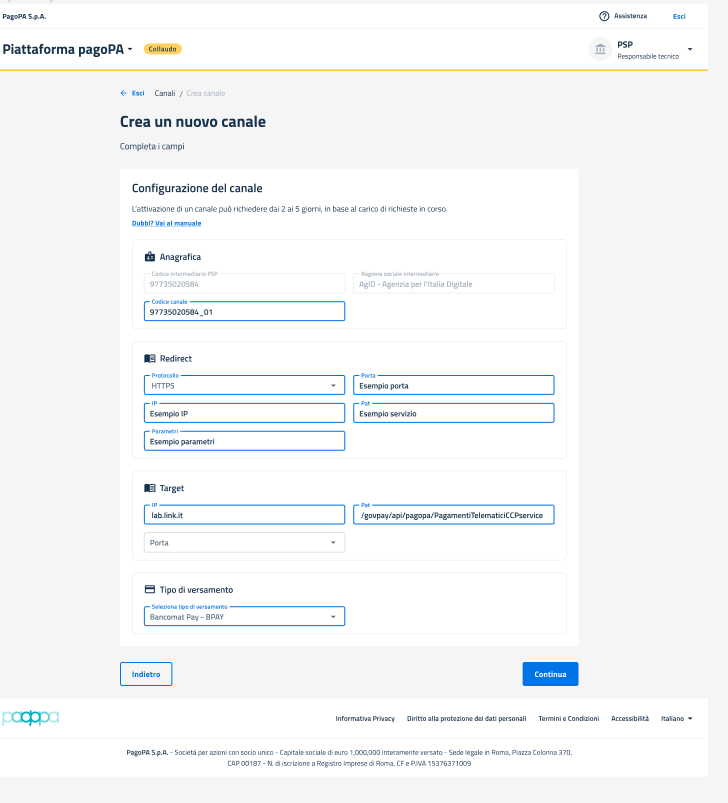 PagoPA S.p.A.
Assistenza
Esci
Piattaforma pagoPA
Collaudo
PSP
Responsabile tecnico
Esci Canali / Crea canale
Crea un nuovo canale
Completa i campi
Configurazione del canale
L'attivazione di un canale può richiedere dai 2 ai 5 giorni, in base al carico di richieste in corso.
Dubbi? Vai al manuale
Anagrafica
Codice intermediario PSP
97735020584
Ragione sociale intermediario
AgID - Agenzia per l'Italia Digitale
Codice canale
97735020584_01
Redirect
Protocollo
HTTPS
Porta
Esempio porta
IP
Esempio IP
Pat
Esempio servizio
Parametri
Esempio parametri
Target
IP
lab.link.it
Pat
/govpay/api/pagopa/PagamentiTelematiciCCPservice
Porta
Tipo di versamento
Seleziona tipo di versamento
Bancomat Pay - BPAY
Indietro
Continua
pagopa
Informativa Privacy Diritto alla protezione dei dati personali Termini e Condizioni Accessibilità Italiano
PagoPA S.p.A. - Società per azioni con socio unico - Capitale sociale di euro 1,000,000 interamente versato - Sede legale in Roma, Piazza Colonna 370,
CAP 00187 - N. di iscrizione a Registro Imprese di Roma, CF e P.IVA 15376371009